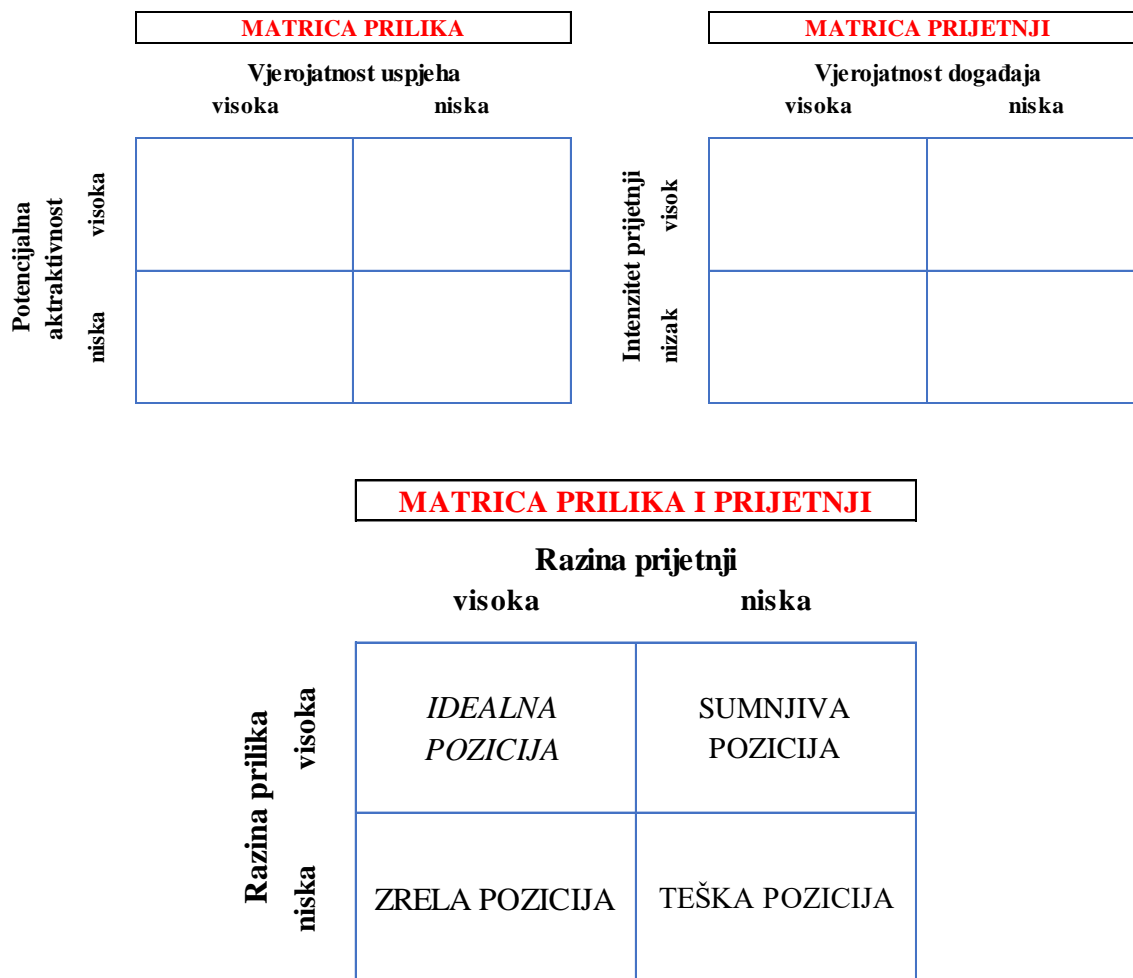 MATRICA PRILIKA
Vjerojatnost uspjeha
visoka niska
Potencijalna
aktraktivnost
visoka
niska
MATRICA PRIJETNJI
Vjerojatnost događaja
visoka niska
Intenzitet prijetnji
visok
nizak
MATRICA PRILIKA I PRIJETNJI
Razina prijetnji
visoka niska
Razina prilika
visoka
niska
IDEALNA
POZICIJA
SUMNJIVA
POZICIJA
ZRELA POZICIJA
TEŠKA POZICIJA